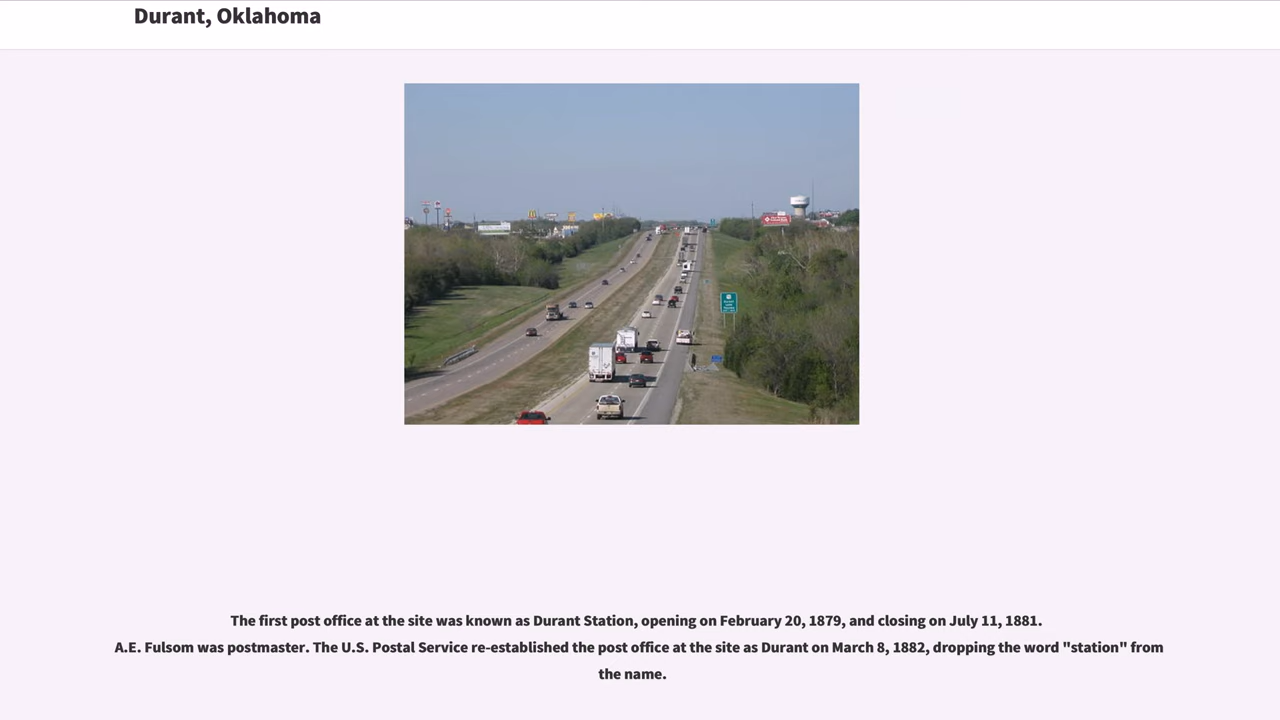 Durant, Oklahoma
The first post office at the site was known as Durant Station, opening on February 20, 1879, and closing on July 11, 1881.
A.E. Fulsom was postmaster. The U.S. Postal Service re-established the post office at the site as Durant on March 8, 1882, dropping the word "station" from
the name.